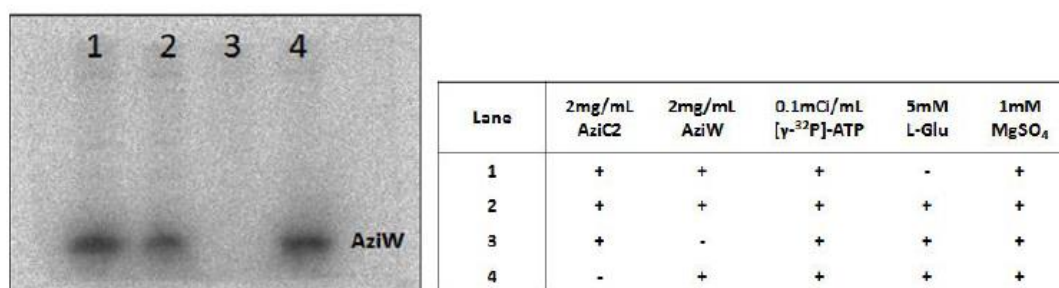 1 2 3 4
AziW
Lane 2mg/mL AziC2 2mg/mL AziW 0.1mCi/mL [γ-³²P]-ATP 5mM L-Glu 1mM MgSO₄
1 + + + - +
2 + + + + +
3 + - + + +
4 - + + + +